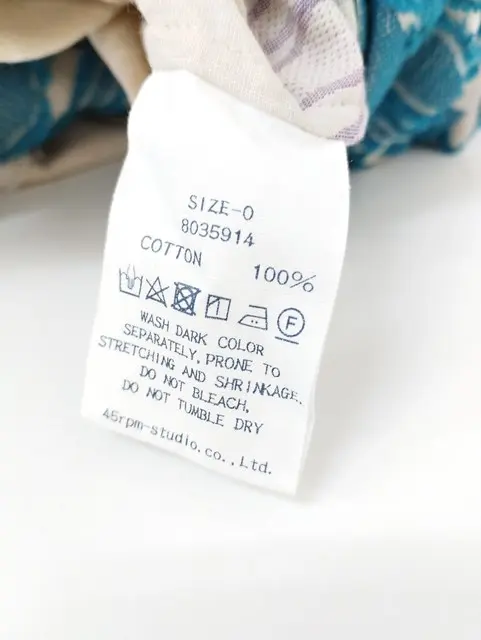 SIZE-0
8035914
COTTON 100%
F
WASH DARK COLOR
SEPARATELY. PRONE TO
STRETCHING AND SHRINKAGE.
DO NOT BLEACH.
DO NOT TUMBLE DRY
45rpm-studio.co.,Ltd.